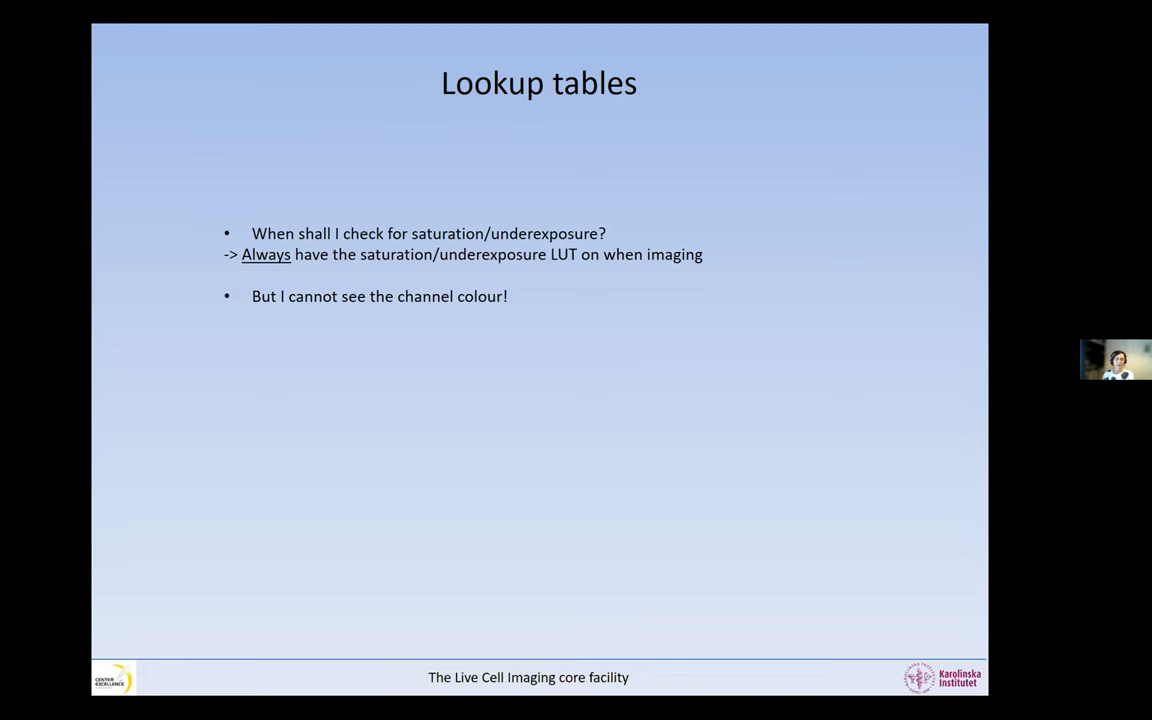 Lookup tables
• When shall I check for saturation/underexposure?
-> Always have the saturation/underexposure LUT on when imaging
• But I cannot see the channel colour!
CENTER
EXCELLENCE
The Live Cell Imaging core facility
Karolinska
Institutet